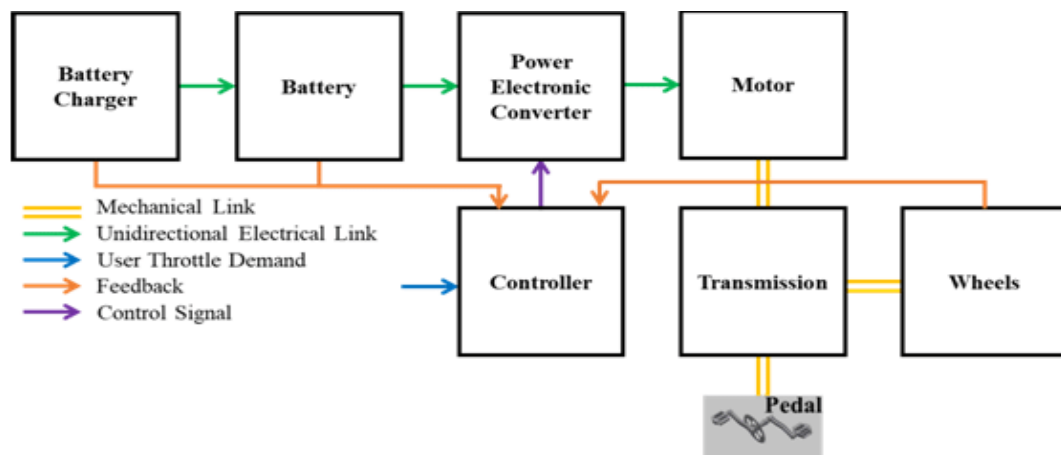 Battery
Charger
Battery
Power
Electronic
Converter
Motor
Mechanical Link
Unidirectional Electrical Link
User Throttle Demand
Feedback
Control Signal
Controller
Transmission
Wheels
Pedal